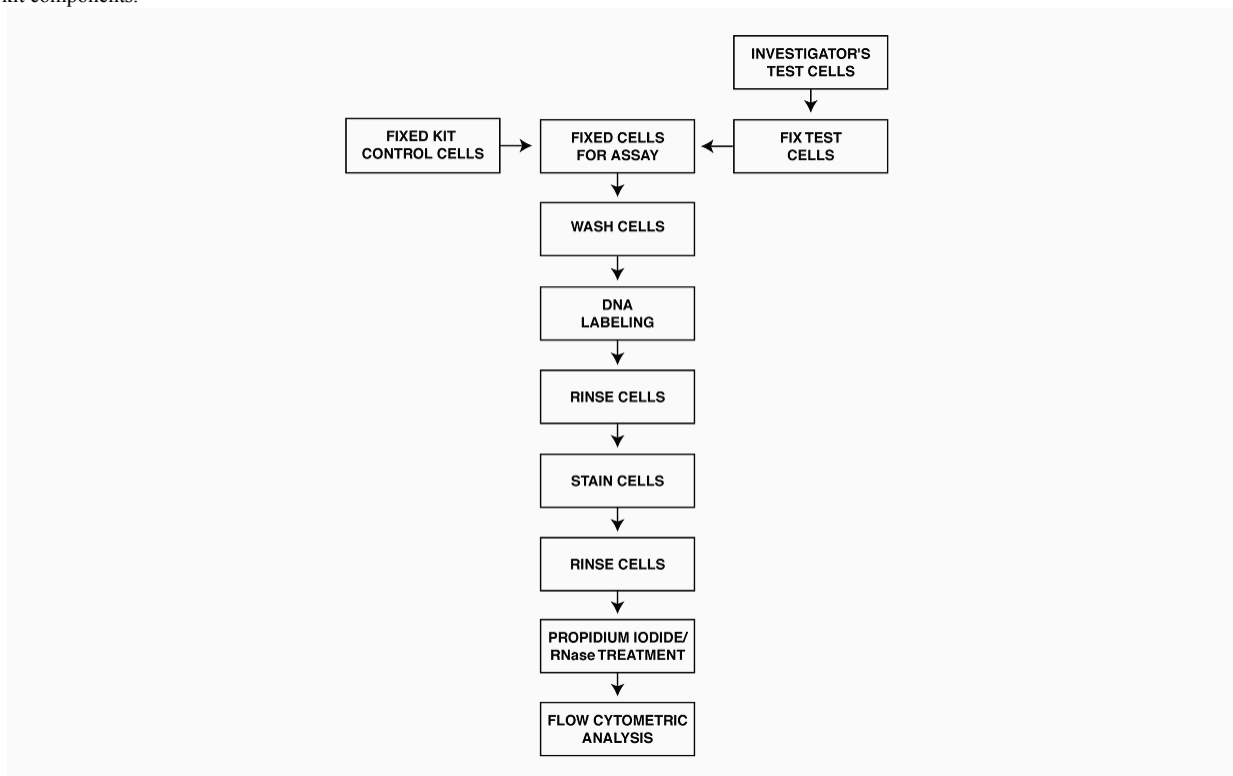 kit components.
INVESTIGATOR'S
TEST CELLS
FIXED KIT
CONTROL CELLS
FIXED CELLS
FOR ASSAY
FIX TEST
CELLS
WASH CELLS
DNA
LABELING
RINSE CELLS
STAIN CELLS
RINSE CELLS
PROPIDIUM IODIDE/
RNase TREATMENT
FLOW CYTOMETRIC
ANALYSIS